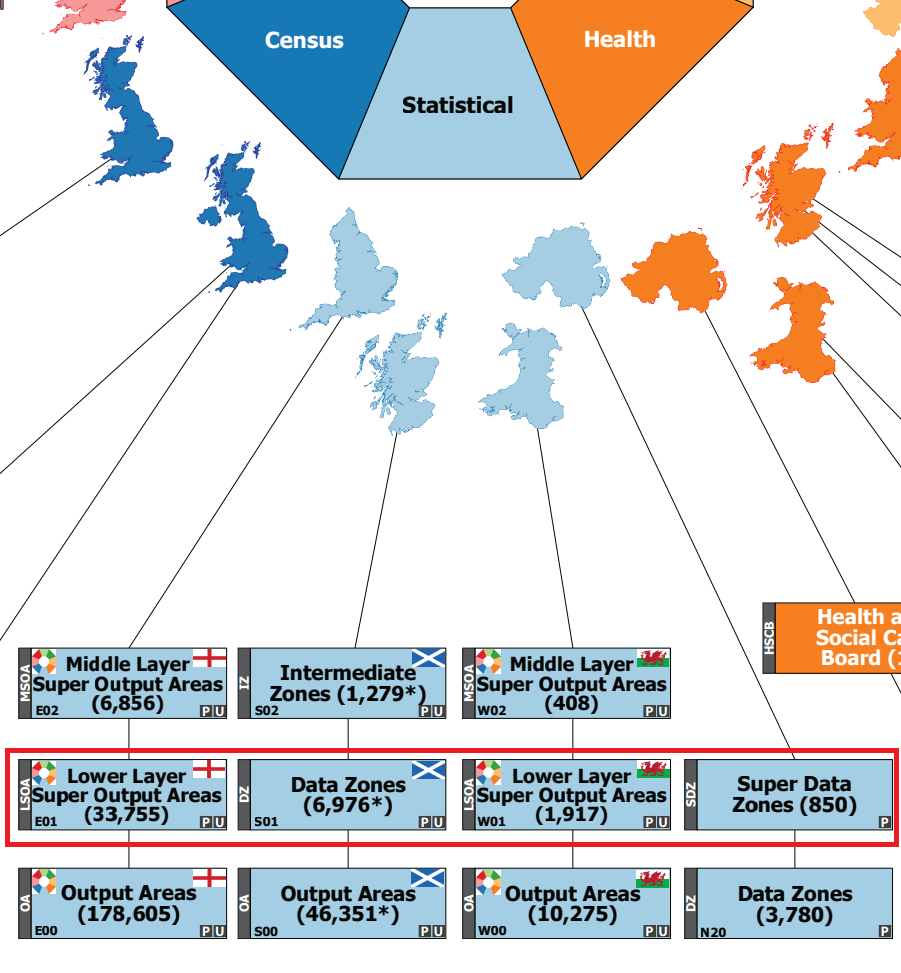 Census
Health
Statistical
HSCB
Health a
Social Ca
Board (1
MSOA
Middle Layer
Super Output Areas
(6,856)
E02
P U
IZ
Intermediate
Zones (1,279*)
S02
P U
MSOA
Middle Layer
Super Output Areas
(408)
W02
P U
LSOA
Lower Layer
Super Output Areas
(33,755)
E01
P U
DZ
Data Zones
(6,976*)
S01
P U
LSOA
Lower Layer
Super Output Areas
(1,917)
W01
P U
SDZ
Super Data
Zones (850)
P
OA
Output Areas
(178,605)
E00
P U
OA
Output Areas
(46,351*)
S00
P U
OA
Output Areas
(10,275)
W00
P U
DZ
Data Zones
(3,780)
N20
P